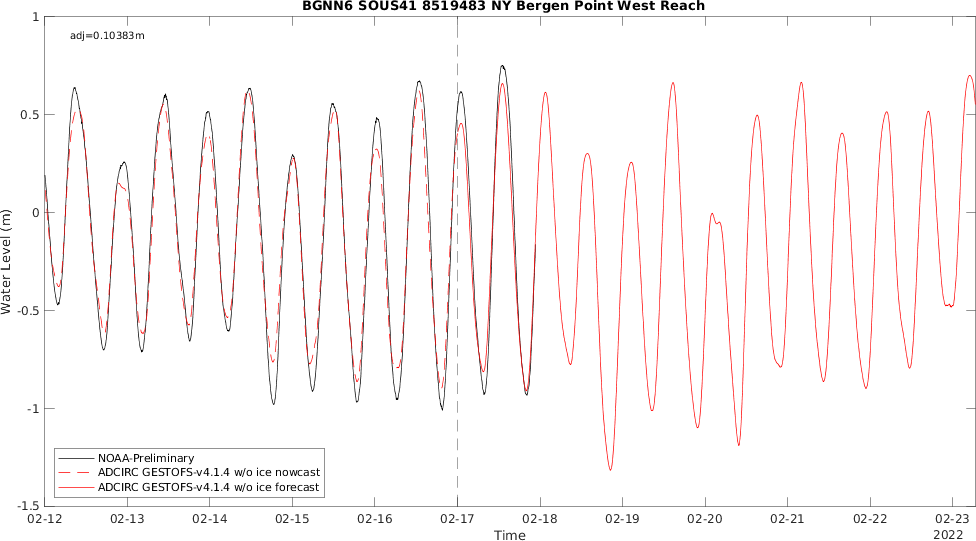 BGNN6 SOUS41 8519483 NY Bergen Point West Reach
1
adj=0.10383m
0.5
0
-0.5
-1
-1.5
Water Level (m)
NOAA-Preliminary
ADCIRC GESTOFS-v4.1.4 w/o ice nowcast
ADCIRC GESTOFS-v4.1.4 w/o ice forecast
02-12 02-13 02-14 02-15 02-16 02-17 02-18 02-19 02-20 02-21 02-22 02-23
Time
2022